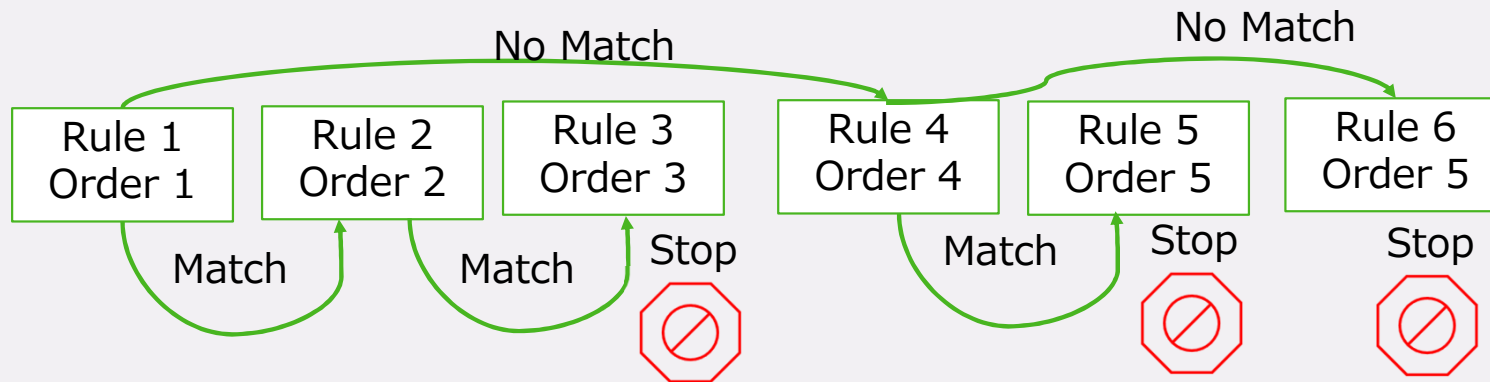 No Match
No Match
Rule 1
Order 1
Rule 2
Order 2
Rule 3
Order 3
Rule 4
Order 4
Rule 5
Order 5
Rule 6
Order 5
Match
Match
Stop
Match
Stop
Stop